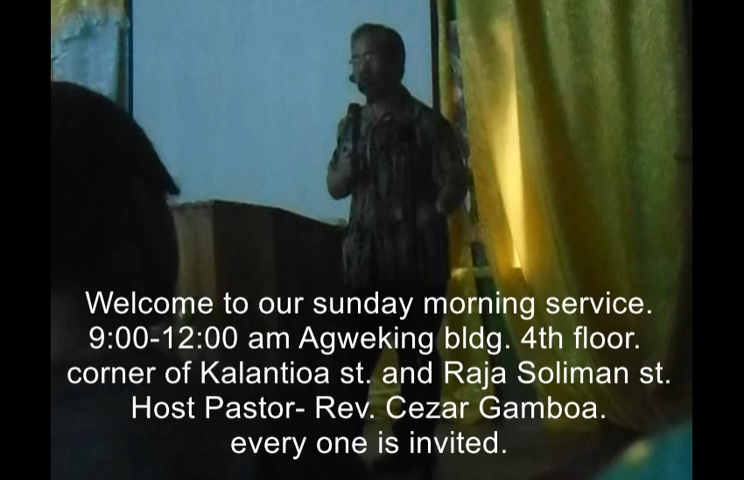 Welcome to our sunday morning service.
9:00-12:00 am Agweking bldg. 4th floor.
corner of Kalantioa st. and Raja Soliman st.
Host Pastor- Rev. Cezar Gamboa.
every one is invited.